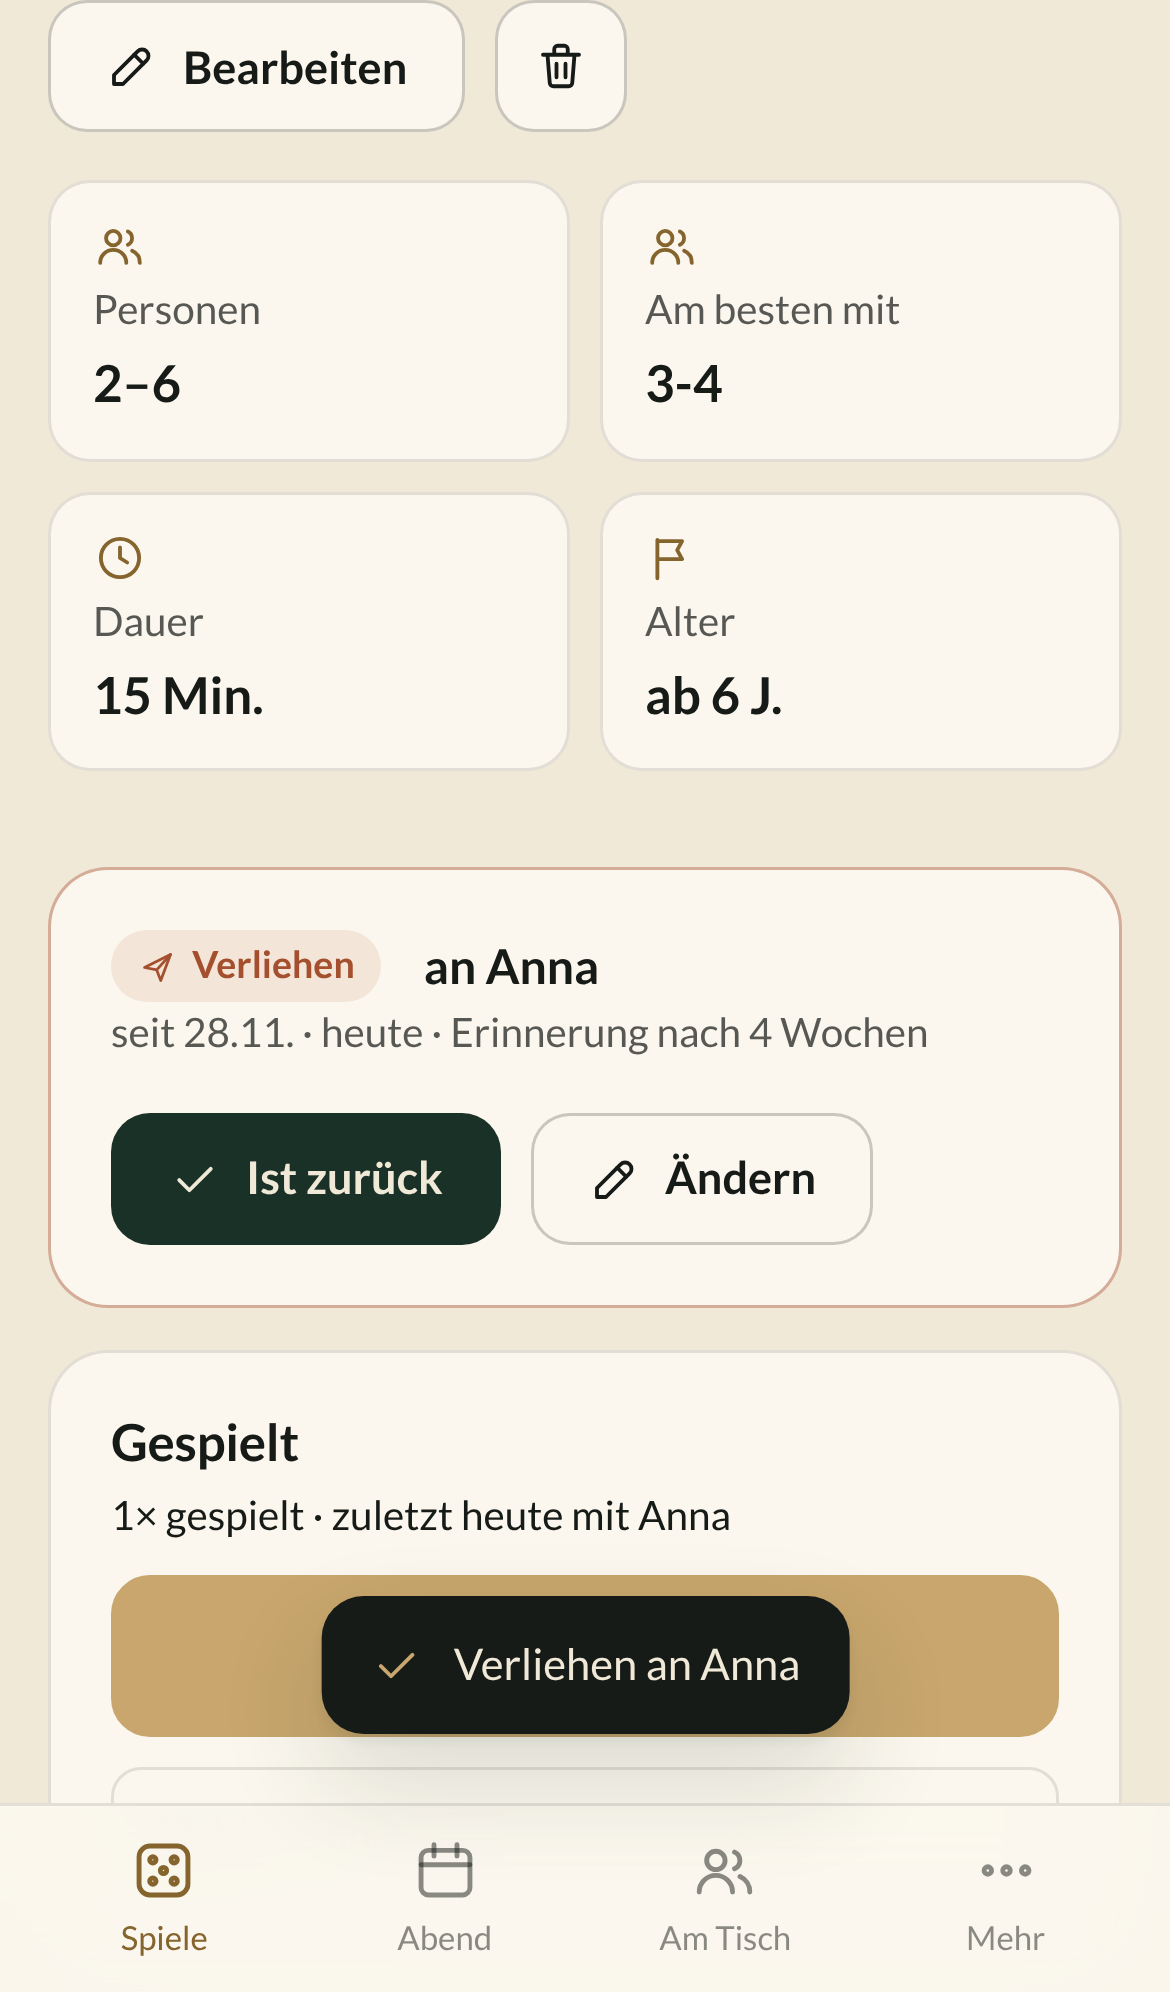 Bearbeiten
Personen
2–6
Am besten mit
3-4
Dauer
15 Min.
Alter
ab 6 J.
Verliehen an Anna
seit 28.11. · heute · Erinnerung nach 4 Wochen
Ist zurück
Ändern
Gespielt
1× gespielt · zuletzt heute mit Anna
Verliehen an Anna
Spiele
Abend
Am Tisch
Mehr